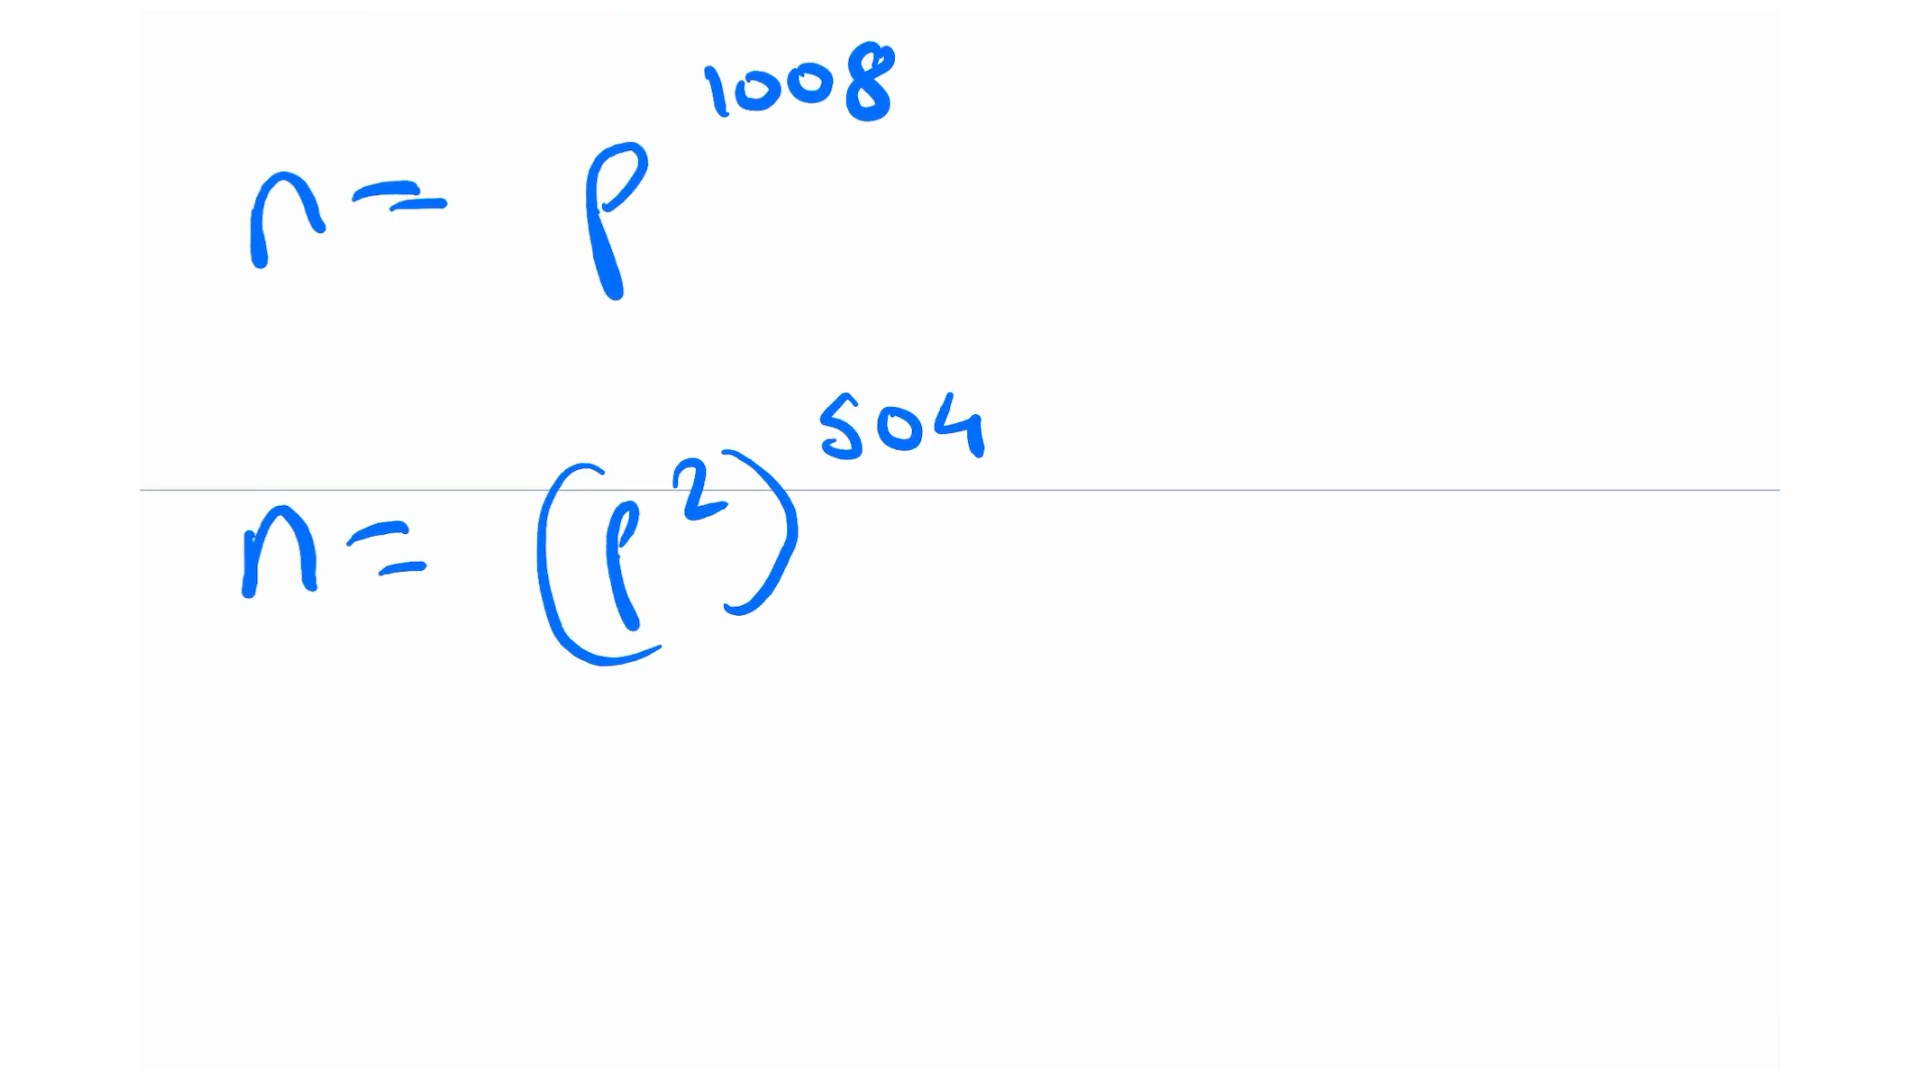 n = p^1008
n = (p^2)^504